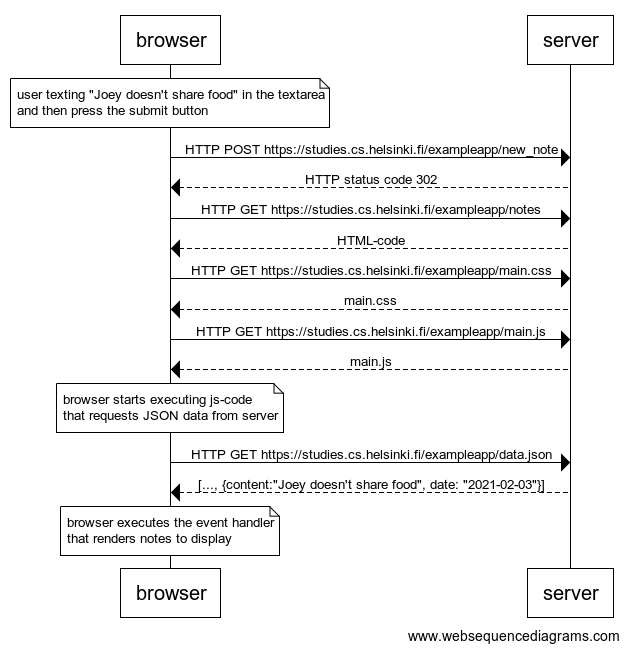 browser
server
user texting "Joey doesn't share food" in the textarea
and then press the submit button
HTTP POST https://studies.cs.helsinki.fi/exampleapp/new_note
HTTP status code 302
HTTP GET https://studies.cs.helsinki.fi/exampleapp/notes
HTML-code
HTTP GET https://studies.cs.helsinki.fi/exampleapp/main.css
main.css
HTTP GET https://studies.cs.helsinki.fi/exampleapp/main.js
main.js
browser starts executing js-code
that requests JSON data from server
HTTP GET https://studies.cs.helsinki.fi/exampleapp/data.json
[..., {content:"Joey doesn't share food", date: "2021-02-03"}]
browser executes the event handler
that renders notes to display
browser
server
www.websequencediagrams.com